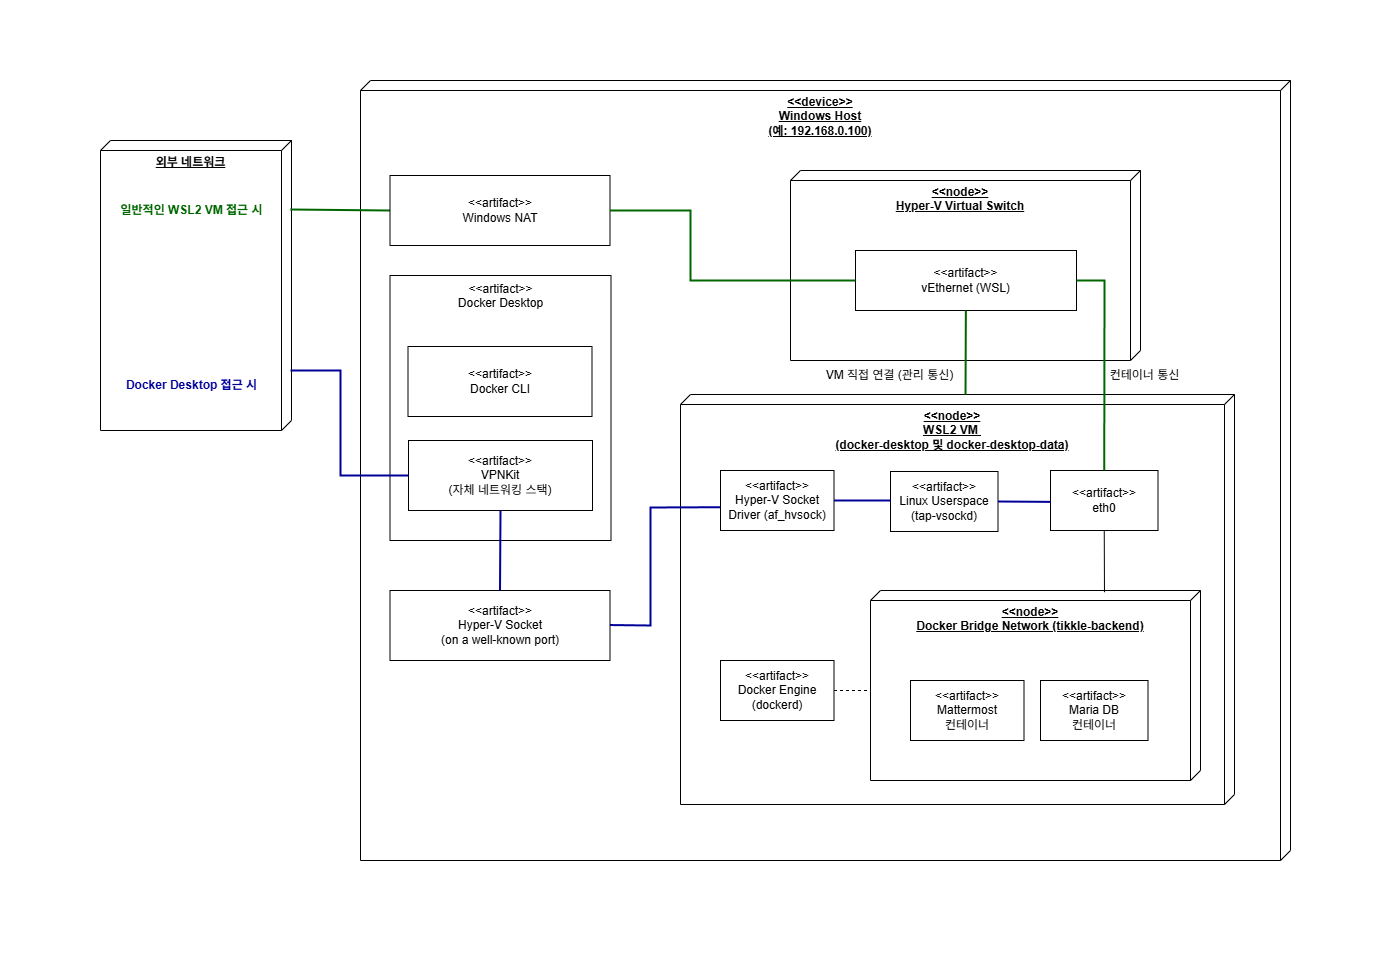 <<device>>
Windows Host
(예: 192.168.0.100)
외부 네트워크
일반적인 WSL2 VM 접근 시
Docker Desktop 접근 시
<<artifact>>
Windows NAT
<<node>>
Hyper-V Virtual Switch
<<artifact>>
vEthernet (WSL)
<<artifact>>
Docker Desktop
<<artifact>>
Docker CLI
<<artifact>>
VPNKit
(자체 네트워킹 스택)
<<artifact>>
Hyper-V Socket
(on a well-known port)
VM 직접 연결 (관리 통신)
컨테이너 통신
<<node>>
WSL2 VM
(docker-desktop 및 docker-desktop-data)
<<artifact>>
Hyper-V Socket
Driver (af_hvsock)
<<artifact>>
Linux Userspace
(tap-vsockd)
<<artifact>>
eth0
<<node>>
Docker Bridge Network (tikkle-backend)
<<artifact>>
Docker Engine
(dockerd)
<<artifact>>
Mattermost
컨테이너
<<artifact>>
Maria DB
컨테이너